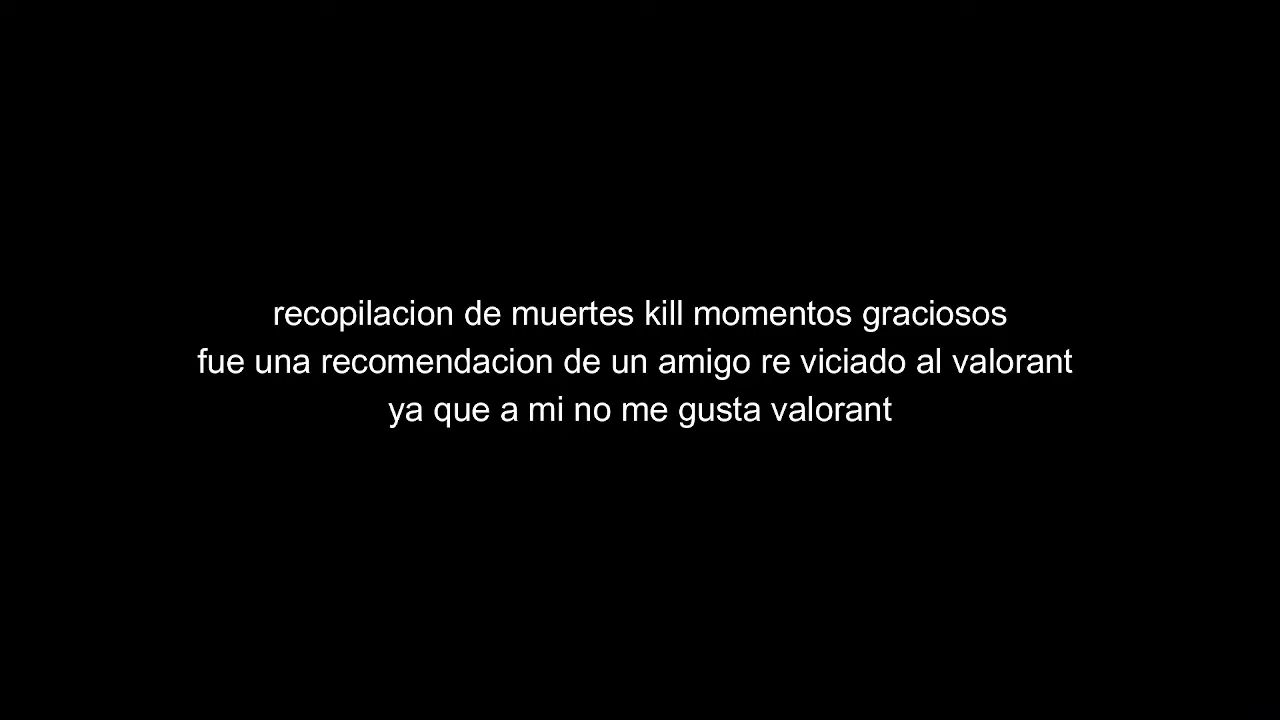 recopilacion de muertes kill momentos graciosos
fue una recomendacion de un amigo re viciado al valorant
ya que a mi no me gusta valorant